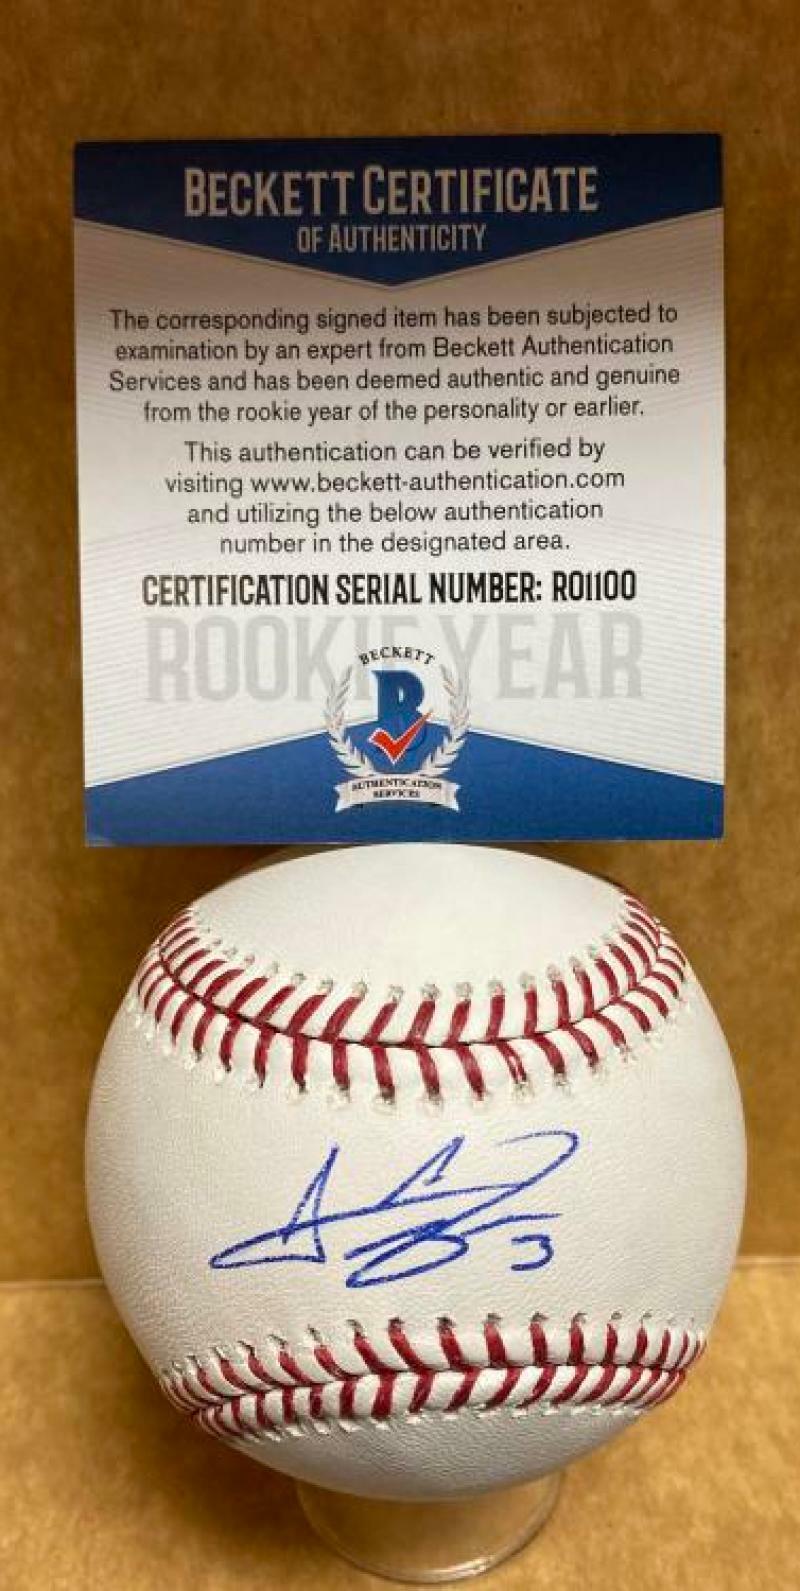 BECKETT CERTIFICATE
OF AUTHENTICITY
The corresponding signed item has been subjected to
examination by an expert from Beckett Authentication
Services and has been deemed authentic and genuine
from the rookie year of the personality or earlier.
This authentication can be verified by
visiting www.beckett-authentication.com
and utilizing the below authentication
number in the designated area.
CERTIFICATION SERIAL NUMBER: RO1100
ROOKIE YEAR
BECKETT
B
AUTHENTICATION
SERVICES
3